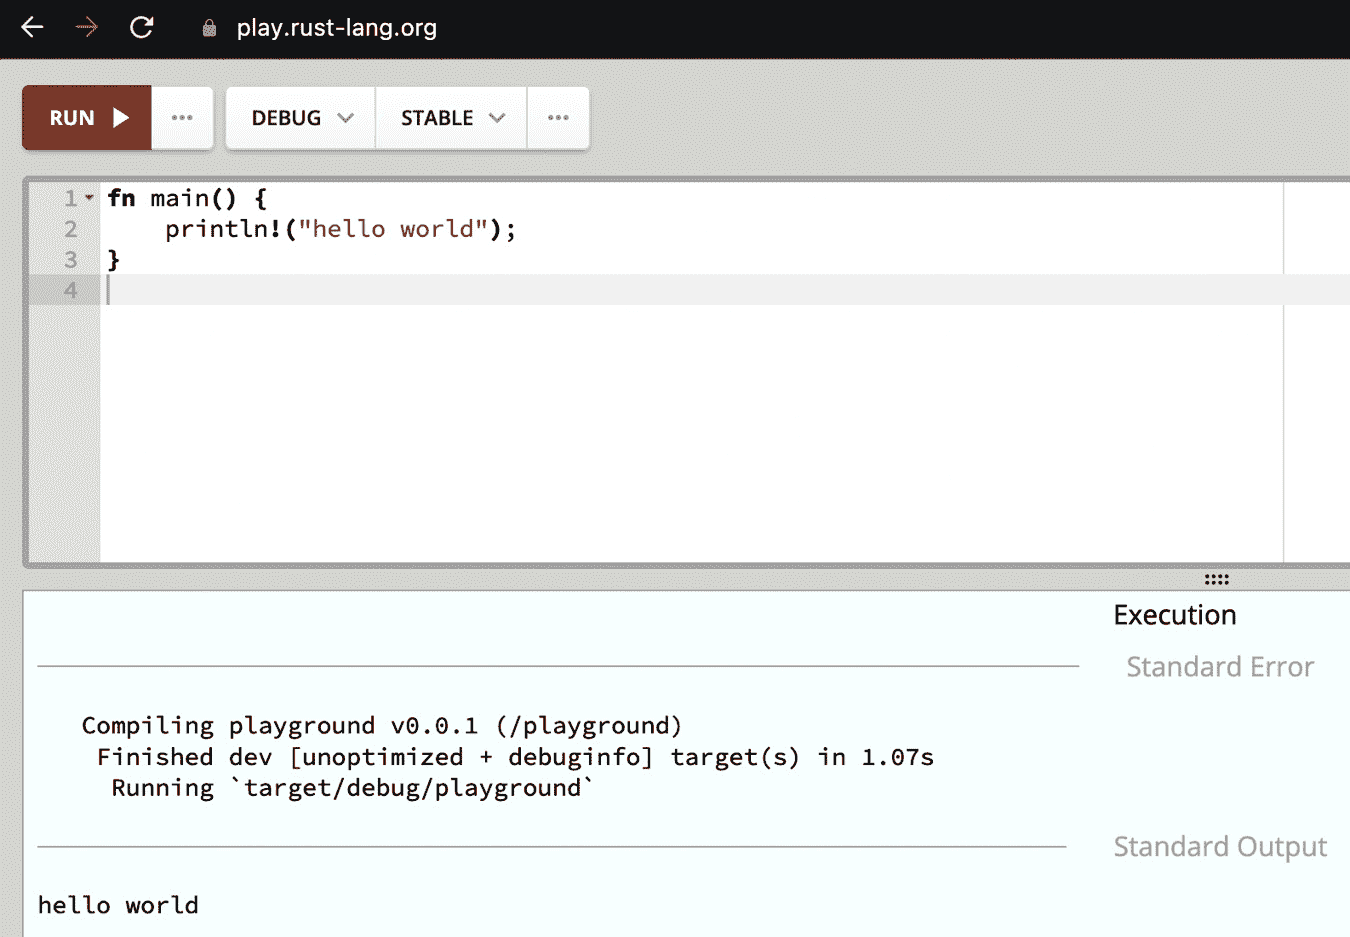 play.rust-lang.org
RUN ... DEBUG STABLE ...
1 fn main() {
2     println!("hello world");
3 }
4
Execution
Standard Error
Compiling playground v0.0.1 (/playground)
Finished dev [unoptimized + debuginfo] target(s) in 1.07s
Running `target/debug/playground`
Standard Output
hello world